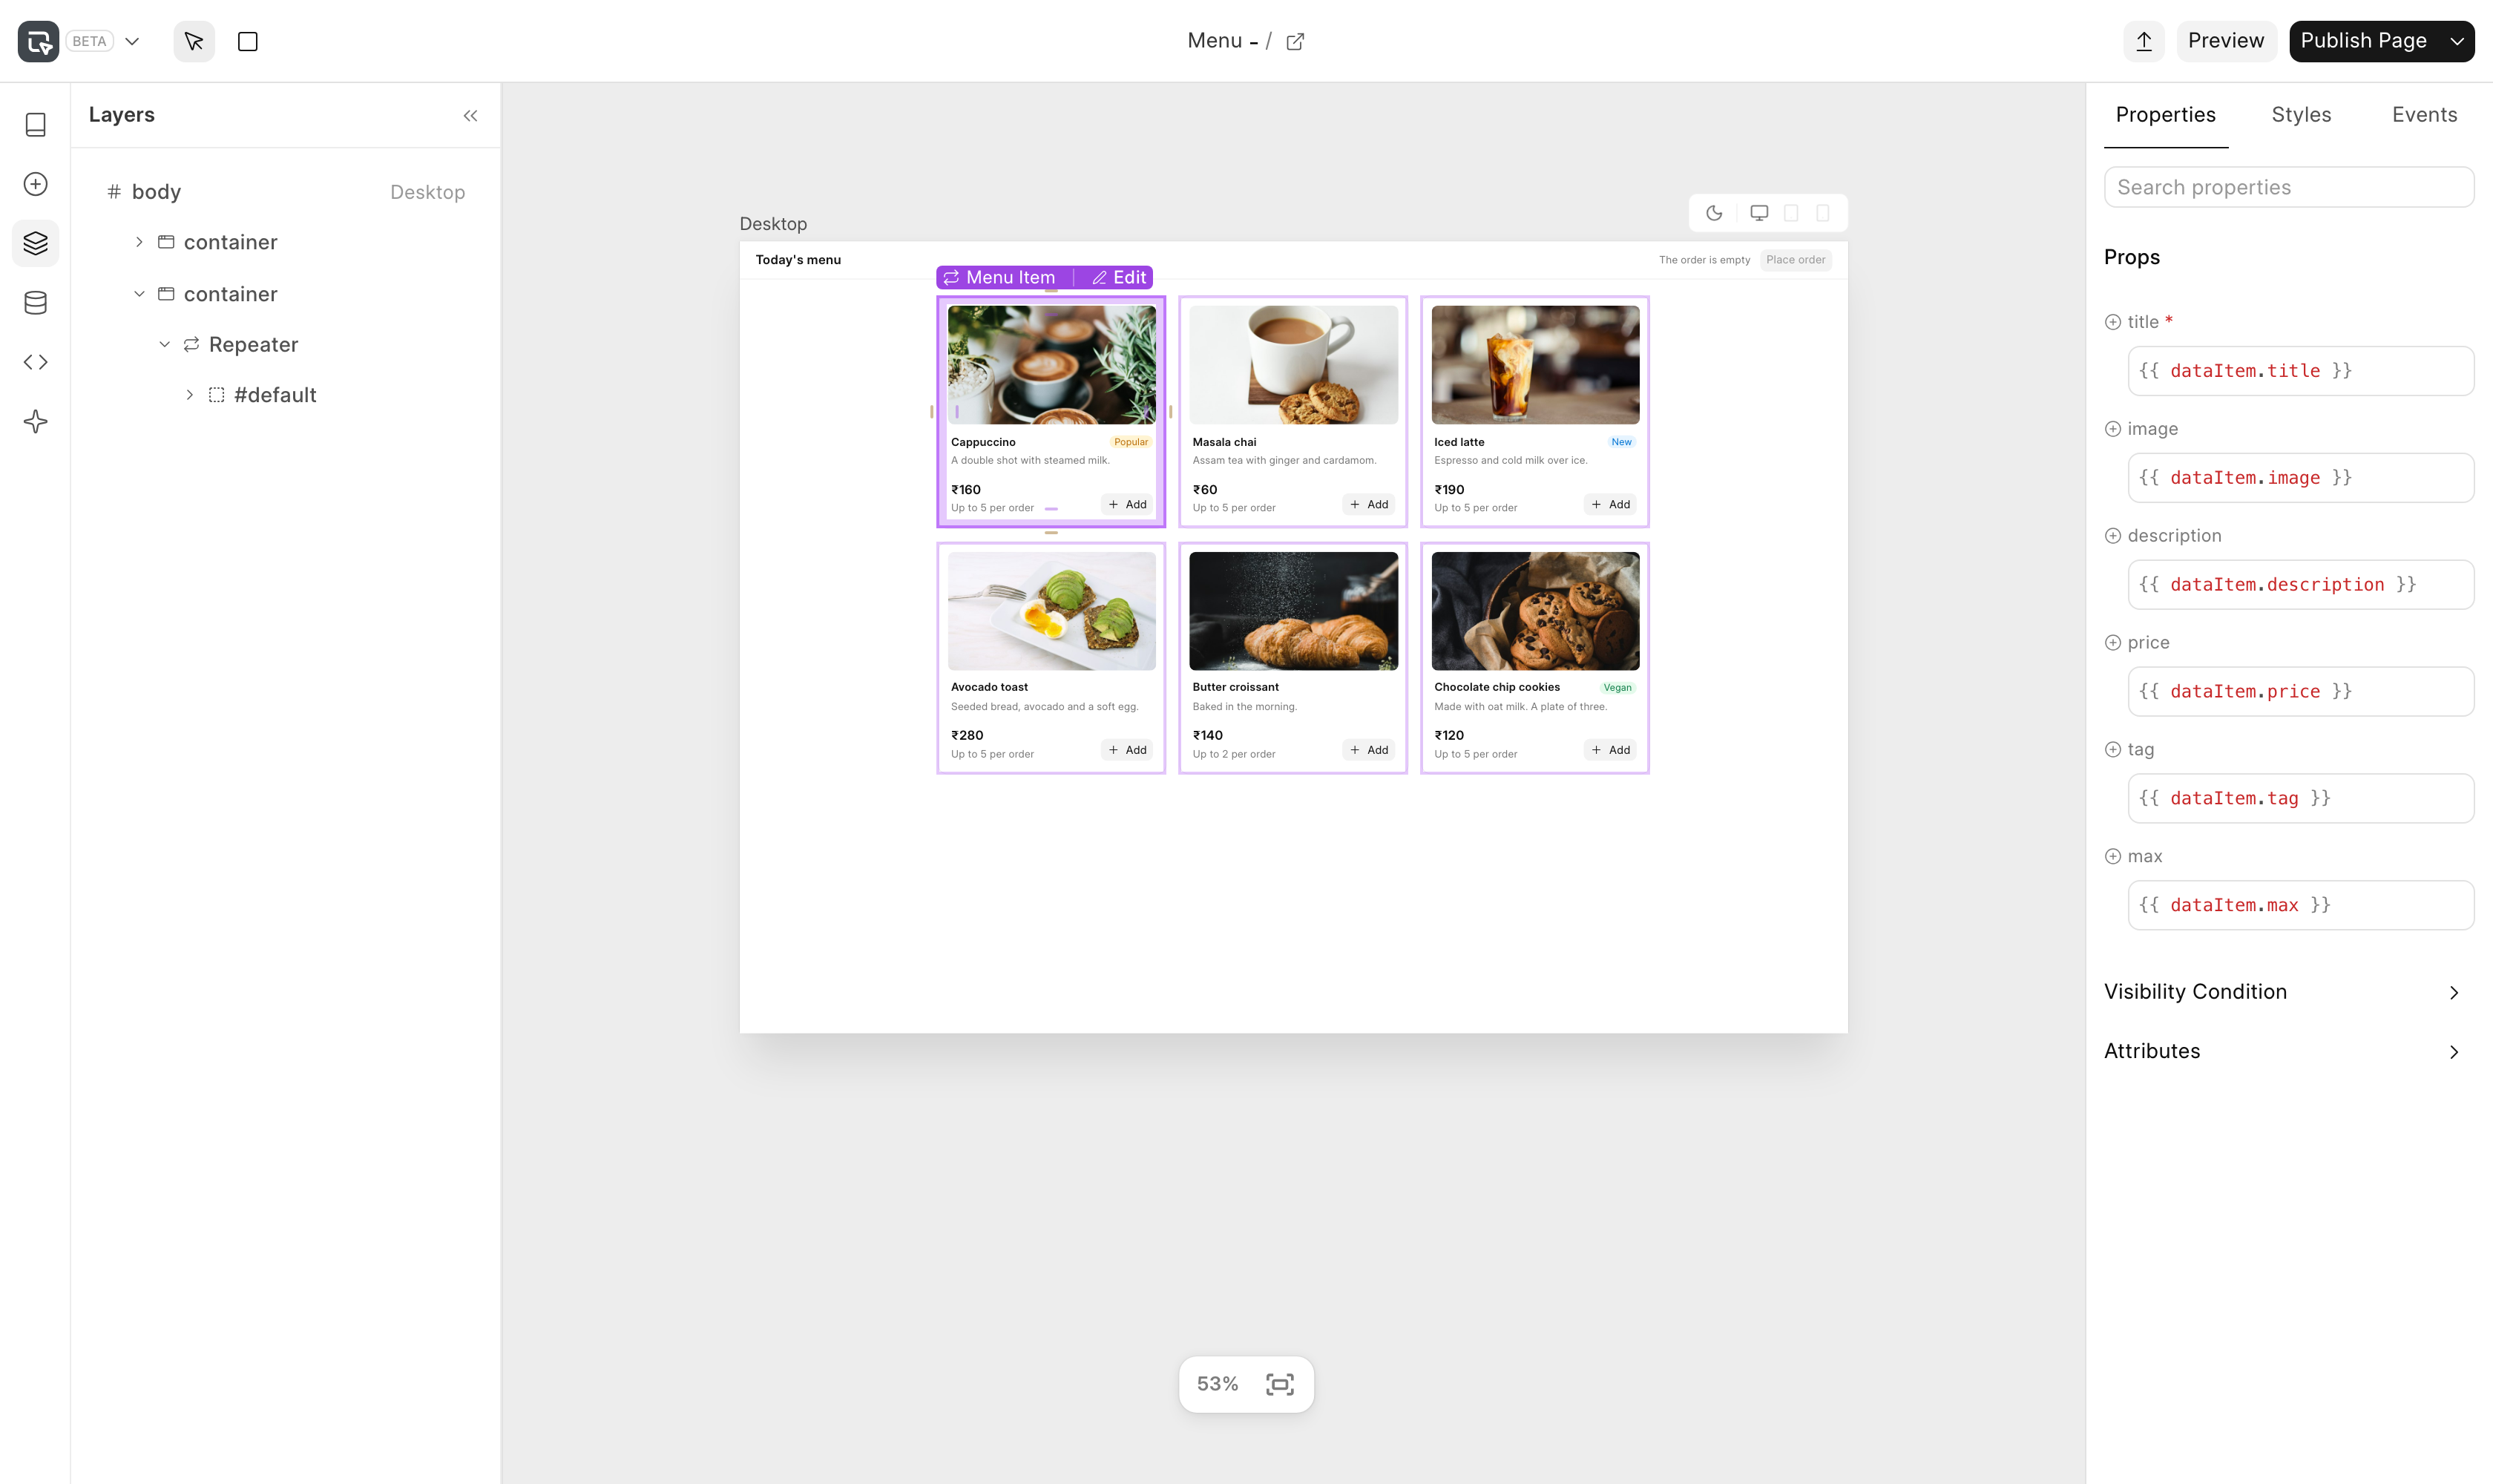 BETA
Menu - /
Preview
Publish Page
Layers
# body
Desktop
container
container
Repeater
#default
Desktop
Today's menu
The order is empty
Place order
Menu Item
Edit
Cappuccino
Popular
A double shot with steamed milk.
₹160
Up to 5 per order
+ Add
Masala chai
Assam tea with ginger and cardamom.
₹60
Up to 5 per order
+ Add
Iced latte
New
Espresso and cold milk over ice.
₹190
Up to 5 per order
+ Add
Avocado toast
Seeded bread, avocado and a soft egg.
₹280
Up to 5 per order
+ Add
Butter croissant
Baked in the morning.
₹140
Up to 2 per order
+ Add
Chocolate chip cookies
Vegan
Made with oat milk. A plate of three.
₹120
Up to 5 per order
+ Add
53%
Properties
Styles
Events
Search properties
Props
title *
{{ dataItem.title }}
image
{{ dataItem.image }}
description
{{ dataItem.description }}
price
{{ dataItem.price }}
tag
{{ dataItem.tag }}
max
{{ dataItem.max }}
Visibility Condition
Attributes